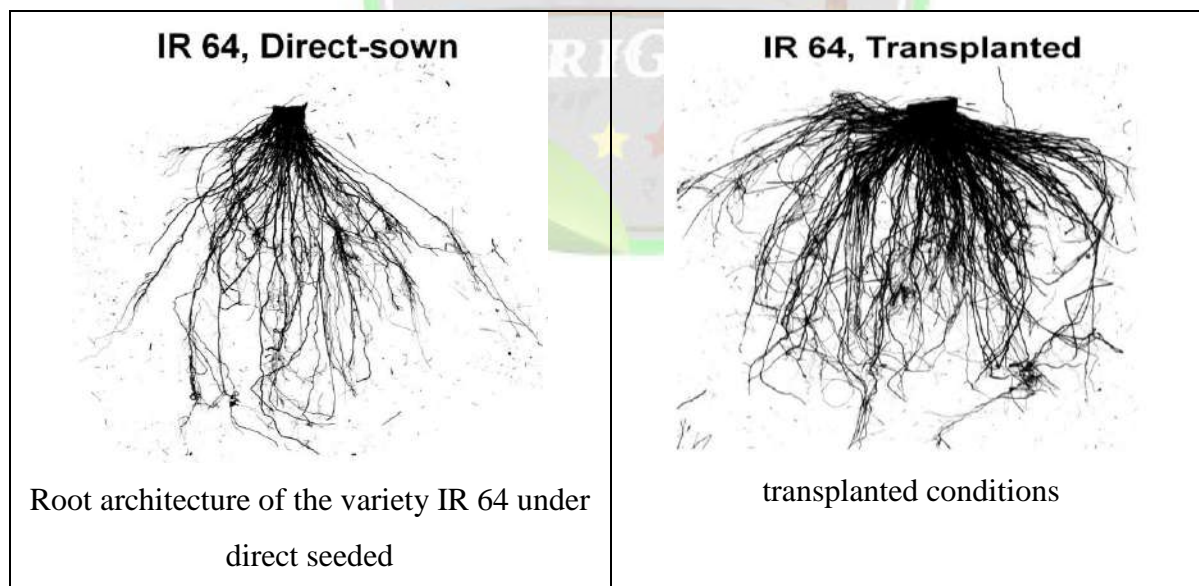 IR 64, Direct-sown
Root architecture of the variety IR 64 under
direct seeded
IR 64, Transplanted
transplanted conditions